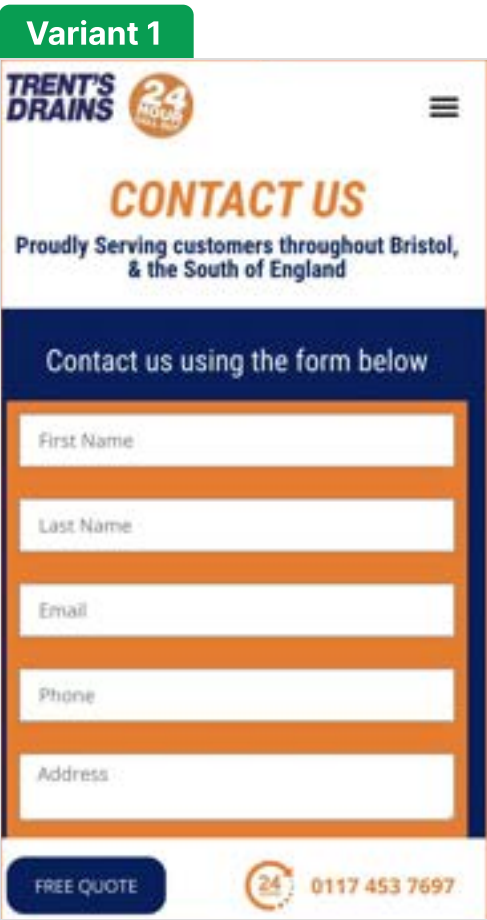 Variant 1
TRENT'S
DRAINS
24
HOUR
CONTACT US
Proudly Serving customers throughout Bristol,
& the South of England
Contact us using the form below
First Name
Last Name
Email
Phone
Address
FREE QUOTE
24
0117 453 7697